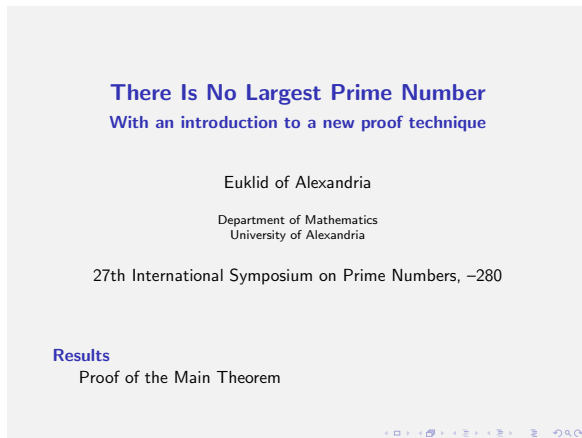 There Is No Largest Prime Number
With an introduction to a new proof technique
Euklid of Alexandria
Department of Mathematics
University of Alexandria
27th International Symposium on Prime Numbers, –280
Results
Proof of the Main Theorem